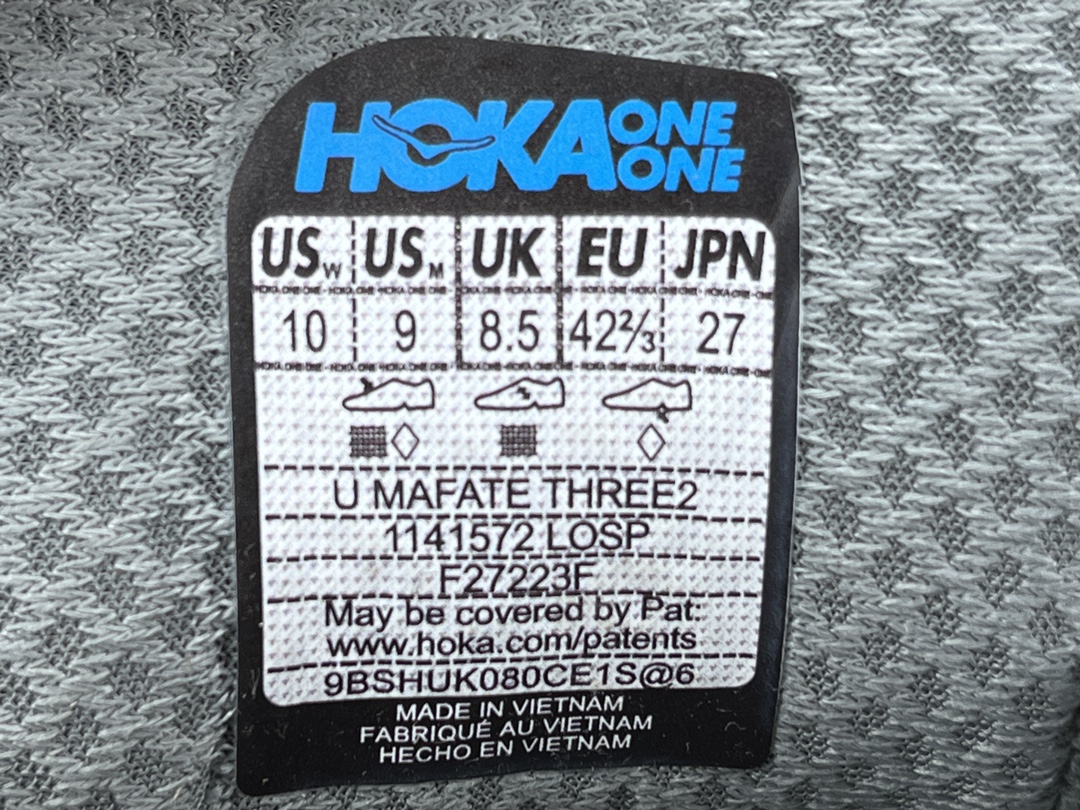 HOKA ONE ONE
US W US M UK EU JPN
10 9 8.5 42⅔ 27
U MAFATE THREE2
1141572 LOSP
F27223F
May be covered by Pat:
www.hoka.com/patents
9BSHUK080CE1S@6
MADE IN VIETNAM
FABRIQUÉ AU VIETNAM
HECHO EN VIETNAM